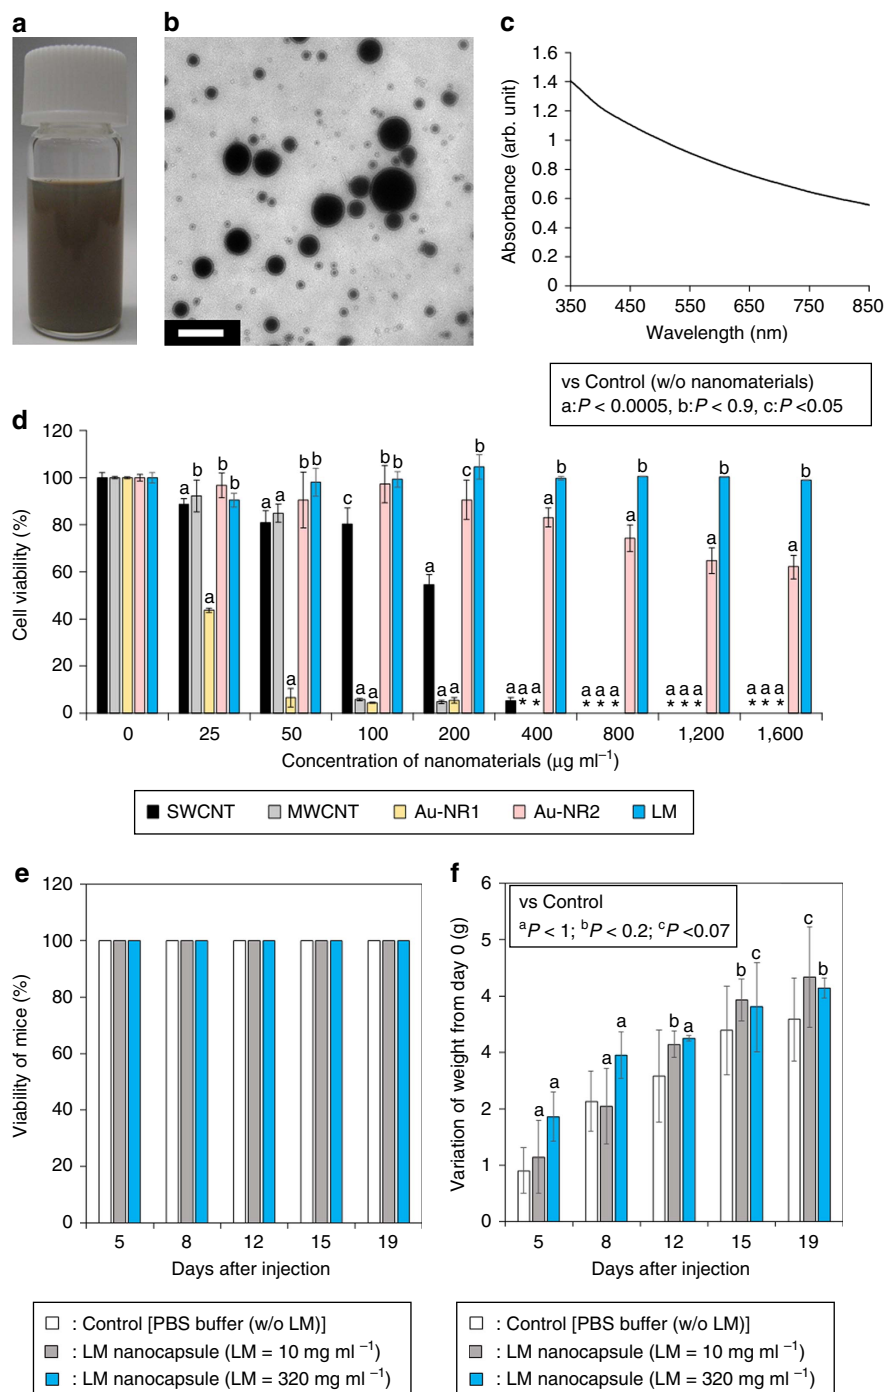 a
b
c
1.6
1.4
1.2
1
0.8
0.6
0.4
0.2
0
Absorbance (arb. unit)
350 450 550 650 750 850
Wavelength (nm)
vs Control (w/o nanomaterials)
a:P < 0.0005, b:P < 0.9, c:P <0.05
d
120
100
80
60
40
20
0
Cell viability (%)
a b a b b
a a a b b
c a a b b
a a a c b
a a a a b
* *
a a a a b
* * *
a a a a b
* * *
a a a a b
* * *
0 25 50 100 200 400 800 1,200 1,600
Concentration of nanomaterials (μg ml⁻¹)
SWCNT MWCNT Au-NR1 Au-NR2 LM
e
120
100
80
60
40
20
0
Viability of mice (%)
5 8 12 15 19
Days after injection
: Control [PBS buffer (w/o LM)]
: LM nanocapsule (LM = 10 mg ml ⁻¹)
: LM nanocapsule (LM = 320 mg ml ⁻¹)
f
6
5
4
4
2
1
0
Variation of weight from day 0 (g)
vs Control
ᵃP < 1; ᵇP < 0.2; ᶜP <0.07
a a
a a
b a
b c
c b
5 8 12 15 19
Days after injection
: Control [PBS buffer (w/o LM)]
: LM nanocapsule (LM = 10 mg ml ⁻¹)
: LM nanocapsule (LM = 320 mg ml ⁻¹)